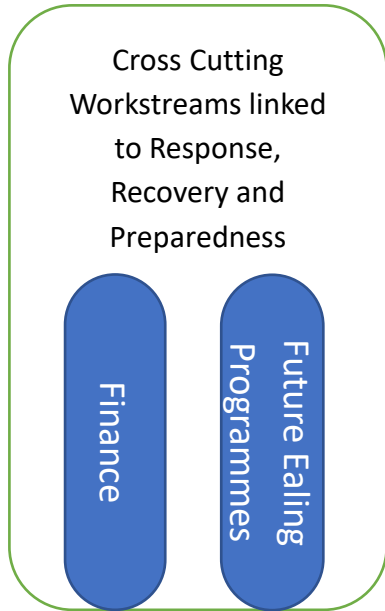 Cross Cutting
Workstreams linked
to Response,
Recovery and
Preparedness
Finance
Future Ealing
Programmes